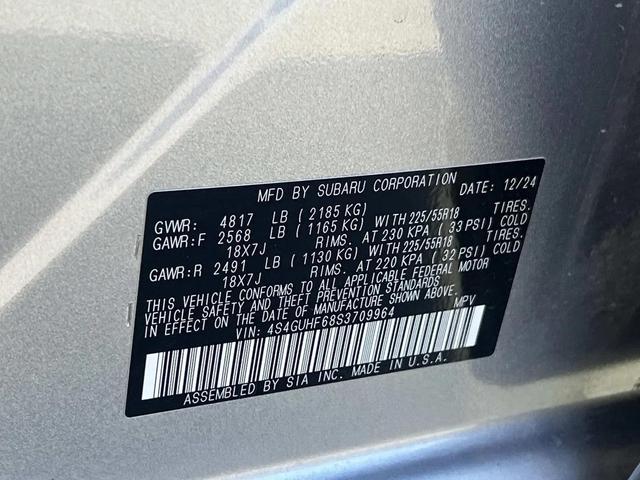 MFD BY SUBARU CORPORATION DATE: 12/24
GVWR: 4817 LB ( 2185 KG)
GAWR:F 2568 LB ( 1165 KG) WITH 225/55R18 TIRES.
18X7J RIMS. AT 230 KPA ( 33 PSI) COLD
GAWR:R 2491 LB ( 1130 KG) WITH 225/55R18 TIRES.
18X7J RIMS. AT 220 KPA ( 32 PSI) COLD
THIS VEHICLE CONFORMS TO ALL APPLICABLE FEDERAL MOTOR
VEHICLE SAFETY AND THEFT PREVENTION STANDARDS
IN EFFECT ON THE DATE OF MANUFACTURE SHOWN ABOVE.
VIN: 4S4GUHF68S3709964 MPV
ASSEMBLED BY SIA INC. MADE IN U.S.A.